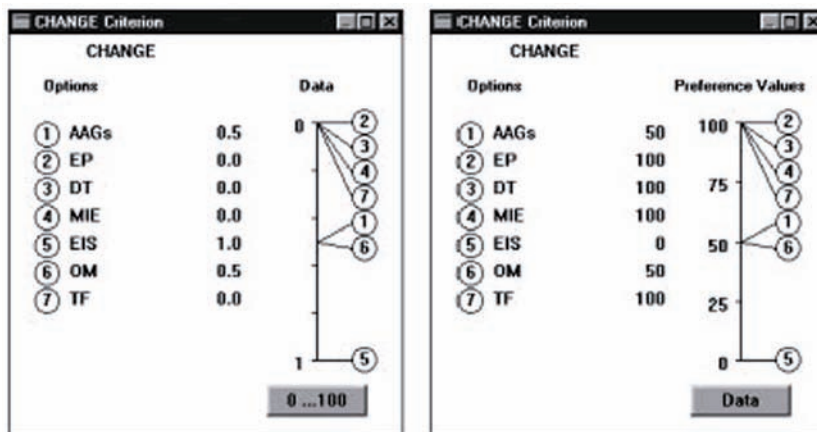 CHANGE Criterion
CHANGE
Options Data
1 AAGs 0.5
2 EP 0.0
3 DT 0.0
4 MIE 0.0
5 EIS 1.0
6 OM 0.5
7 TF 0.0
0
2
3
4
7
1
6
1
5
0 ...100
CHANGE Criterion
CHANGE
Options Preference Values
1 AAGs 50
2 EP 100
3 DT 100
4 MIE 100
5 EIS 0
6 OM 50
7 TF 100
100
75
50
25
0
2
3
4
7
1
6
5
Data